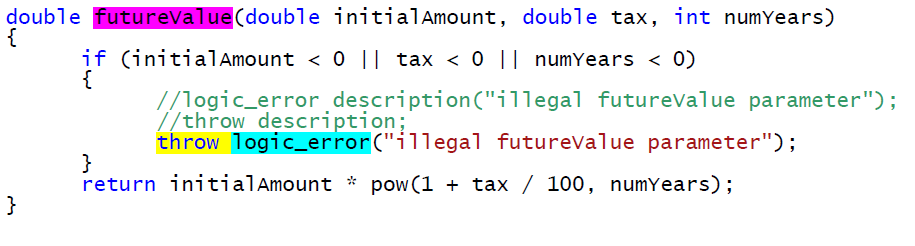 double futureValue(double initialAmount, double tax, int numYears)
{
if (initialAmount < 0 || tax < 0 || numYears < 0)
{
//logic_error description("illegal futureValue parameter");
//throw description;
throw logic_error("illegal futureValue parameter");
}
return initialAmount * pow(1 + tax / 100, numYears);
}